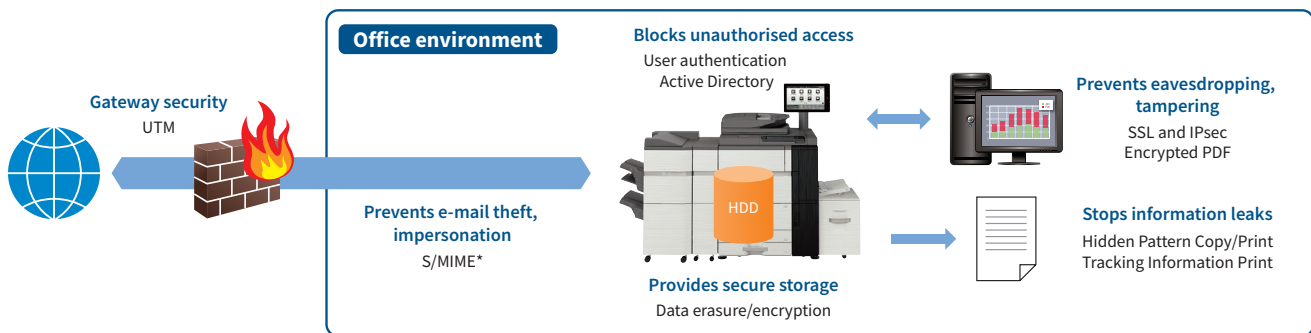 Office environment
Gateway security
UTM
Prevents e-mail theft,
impersonation
S/MIME*
Blocks unauthorised access
User authentication
Active Directory
HDD
Provides secure storage
Data erasure/encryption
Prevents eavesdropping,
tampering
SSL and IPsec
Encrypted PDF
Stops information leaks
Hidden Pattern Copy/Print
Tracking Information Print